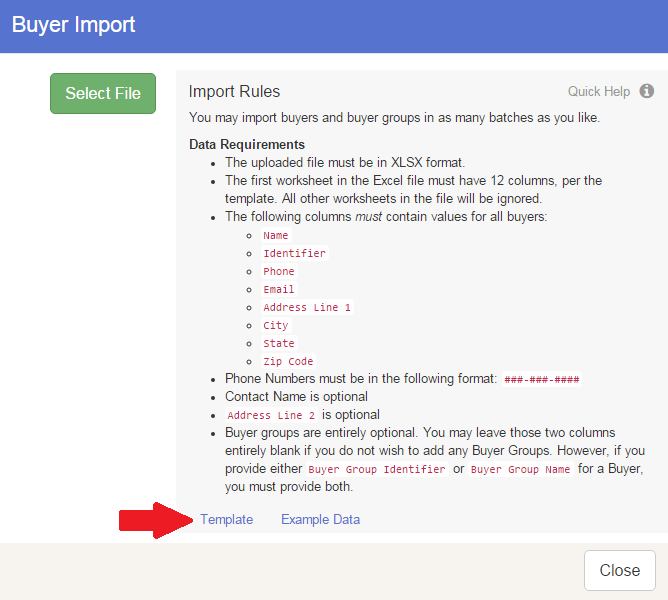 Buyer Import
Select File
Import Rules
Quick Help
You may import buyers and buyer groups in as many batches as you like.
Data Requirements
The uploaded file must be in XLSX format.
The first worksheet in the Excel file must have 12 columns, per the
template. All other worksheets in the file will be ignored.
The following columns must contain values for all buyers:
Name
Identifier
Phone
Email
Address Line 1
City
State
Zip Code
Phone Numbers must be in the following format: ###-###-####
Contact Name is optional
Address Line 2 is optional
Buyer groups are entirely optional. You may leave those two columns
entirely blank if you do not wish to add any Buyer Groups. However, if you
provide either Buyer Group Identifier or Buyer Group Name for a Buyer,
you must provide both.
Template Example Data
Close